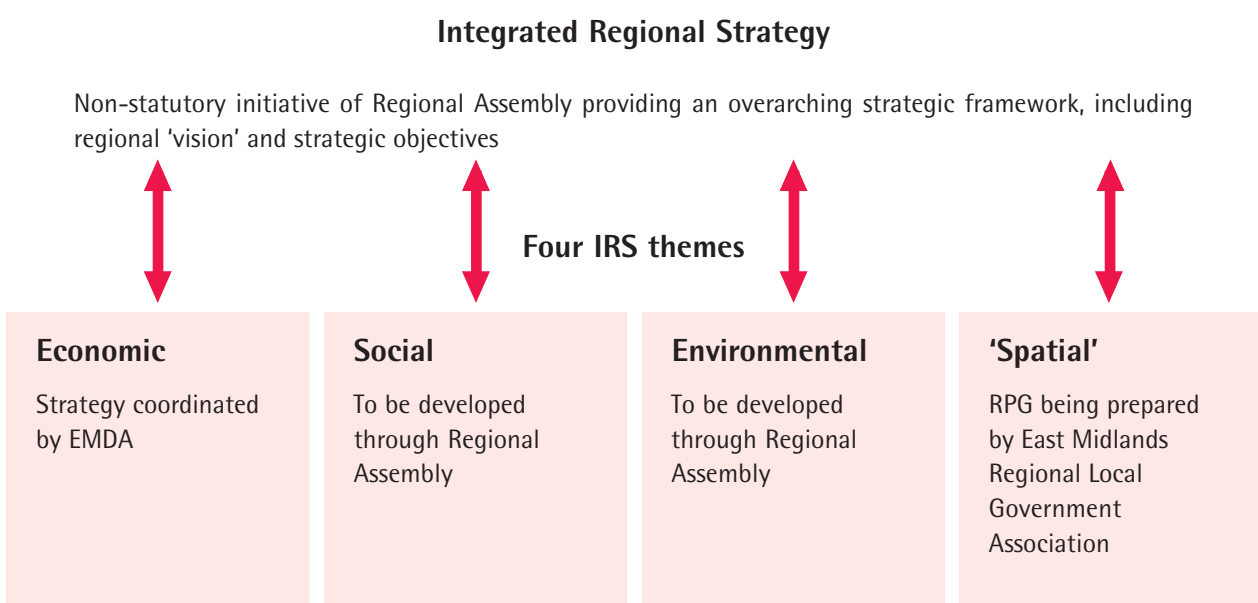 Integrated Regional Strategy
Non-statutory initiative of Regional Assembly providing an overarching strategic framework, including
regional ‘vision’ and strategic objectives
Four IRS themes
Economic
Strategy coordinated
by EMDA
Social
To be developed
through Regional
Assembly
Environmental
To be developed
through Regional
Assembly
‘Spatial’
RPG being prepared
by East Midlands
Regional Local
Government
Association